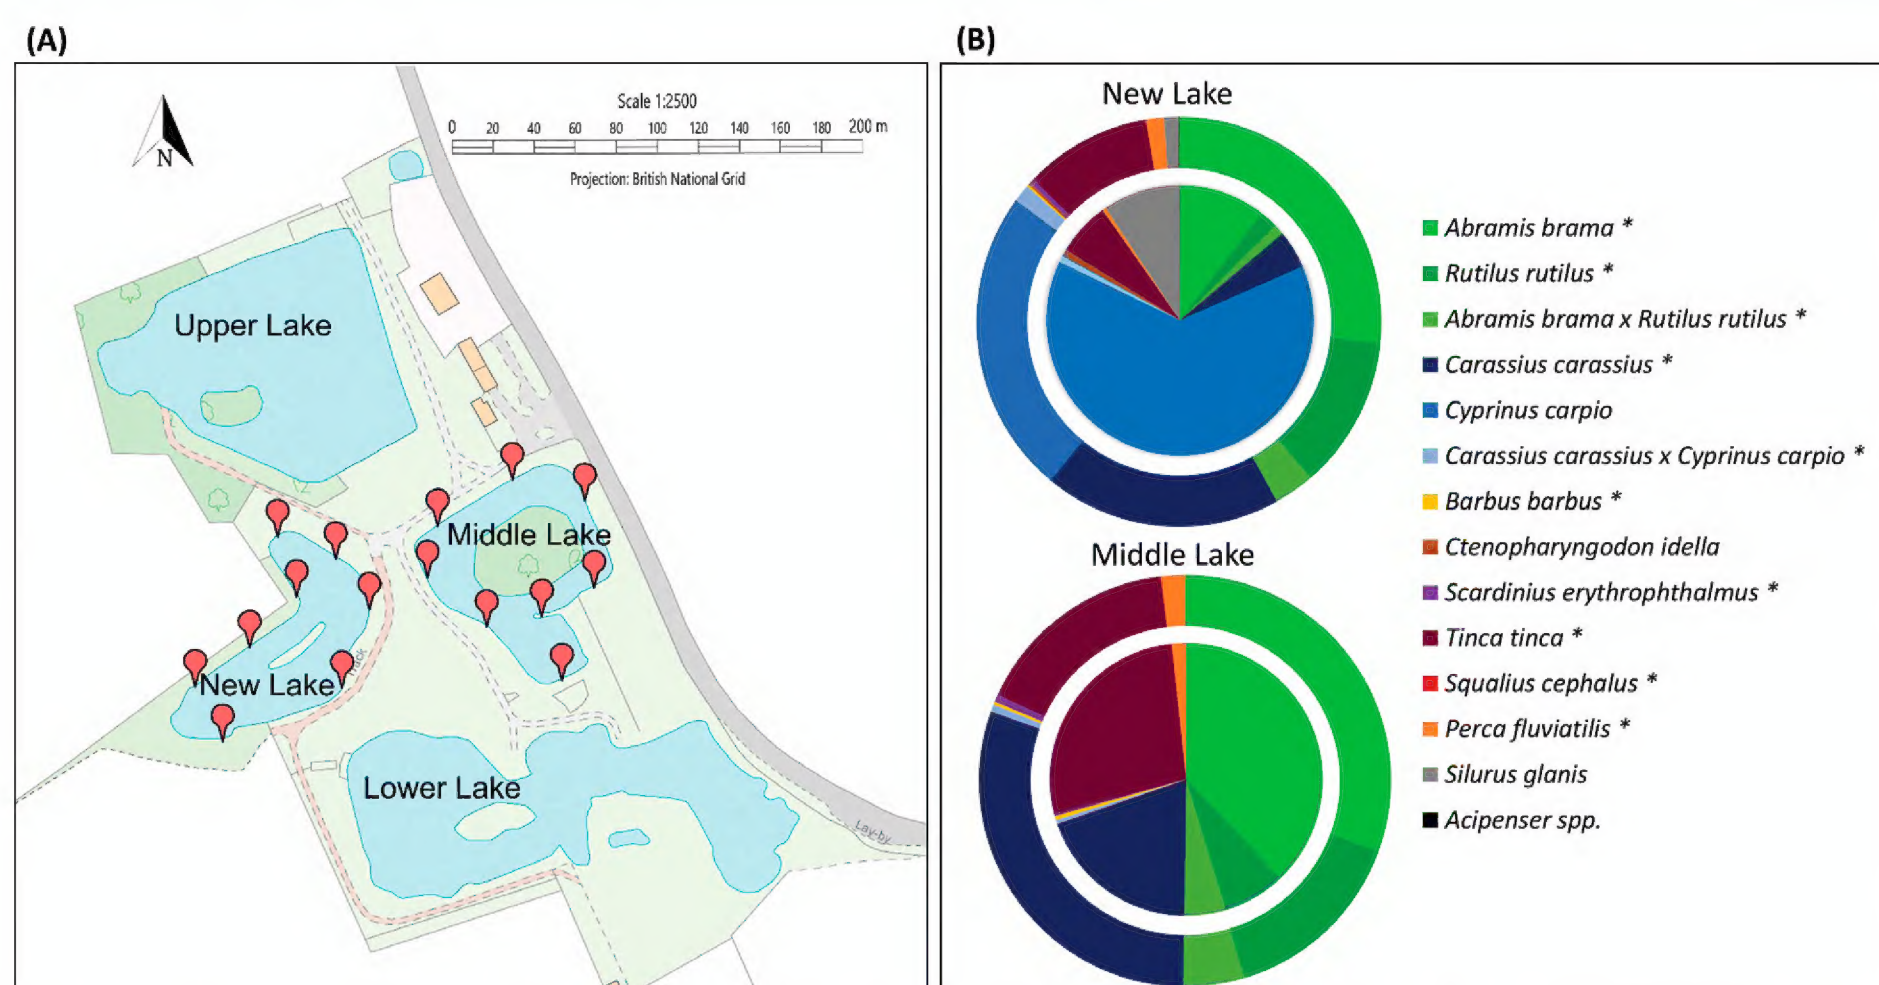 (A)
N
Scale 1:2500
0 20 40 60 80 100 120 140 160 180 200 m
Projection: British National Grid
Upper Lake
Middle Lake
New Lake
Track
Lower Lake
Lay-by
(B)
New Lake
Middle Lake
Abramis brama *
Rutilus rutilus *
Abramis brama x Rutilus rutilus *
Carassius carassius *
Cyprinus carpio
Carassius carassius x Cyprinus carpio *
Barbus barbus *
Ctenopharyngodon idella
Scardinius erythrophthalmus *
Tinca tinca *
Squalius cephalus *
Perca fluviatilis *
Silurus glanis
Acipenser spp.